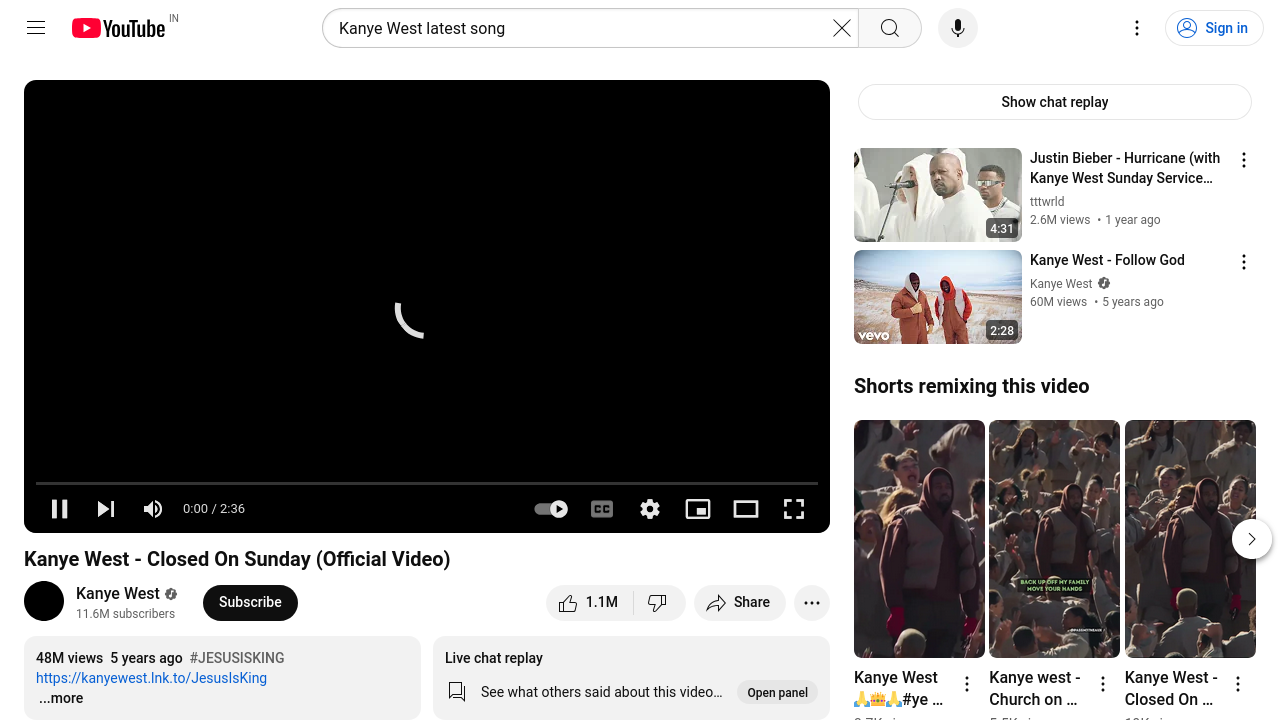 YouTube
IN
Kanye West latest song
Sign in
Show chat replay
Justin Bieber - Hurricane (with
Kanye West Sunday Service…
tttwrld
2.6M views • 1 year ago
4:31
Kanye West - Follow God
Kanye West
60M views • 5 years ago
vevo
2:28
Shorts remixing this video
BACK UP OFF MY FAMILY
MOVE YOUR HANDS
0:00 / 2:36
CC
Kanye West - Closed On Sunday (Official Video)
Kanye West
11.6M subscribers
Subscribe
1.1M
Share
48M views 5 years ago #JESUSISKING
https://kanyewest.lnk.to/JesusIsKing
...more
Live chat replay
See what others said about this video…
Open panel
Kanye West
🙏👑🙏#ye …
Kanye west -
Church on …
Kanye West -
Closed On …